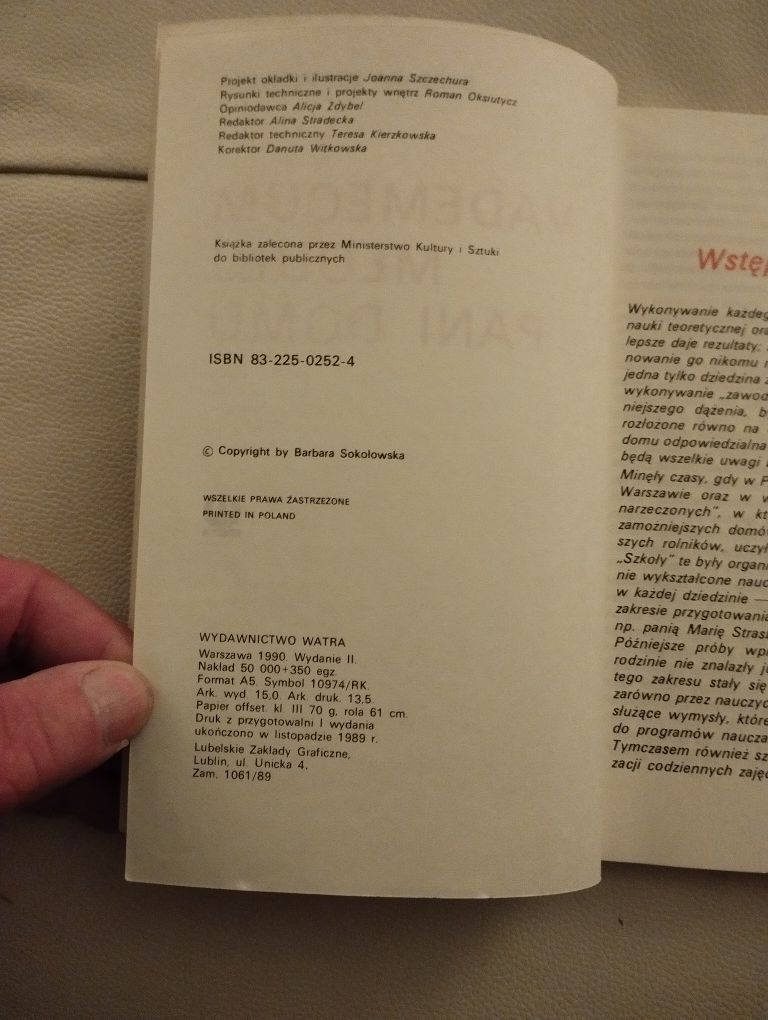 Projekt okładki i ilustracje Joanna Szczechura
Rysunki techniczne i projekty wnętrz Roman Oksiutycz
Opiniodawca Alicja Zdybel
Redaktor Alina Stradecka
Redaktor techniczny Teresa Kierzkowska
Korektor Danuta Witkowska
Książka zalecona przez Ministerstwo Kultury i Sztuki
do bibliotek publicznych
ISBN 83-225-0252-4
© Copyright by Barbara Sokołowska
WSZELKIE PRAWA ZASTRZEŻONE
PRINTED IN POLAND
WYDAWNICTWO WATRA
Warszawa 1990. Wydanie II.
Nakład 50 000+350 egz.
Format A5. Symbol 10974/RK.
Ark. wyd. 15,0. Ark. druk. 13,5.
Papier offset. kl. III 70 g, rola 61 cm.
Druk z przygotowalni I wydania
ukończono w listopadzie 1989 r.
Lubelskie Zakłady Graficzne,
Lublin, ul. Unicka 4.
Zam. 1061/89
Wstęp
Wykonywanie każdeg
nauki teoretycznej ora
lepsze daje rezultaty;
nowanie go nikomu
jedna tylko dziedzina
wykonywanie „zawod
niejszego dążenia, b
rozłożone równo na
domu odpowiedzialna
będą wszelkie uwagi
Minęły czasy, gdy w P
Warszawie oraz w w
narzeczonych", w kt
zamożniejszych domó
szych rolników, uczył
„Szkoły" te były organi
nie wykształcone nauc
w każdej dziedzinie —
zakresie przygotowania
np. panią Marię Stras
Późniejsze próby wpr
rodzinie nie znalazły ju
tego zakresu stały się
zarówno przez nauczyc
służące wymysły, któr
do programów naucza
Tymczasem również sz
zacji codziennych zaję